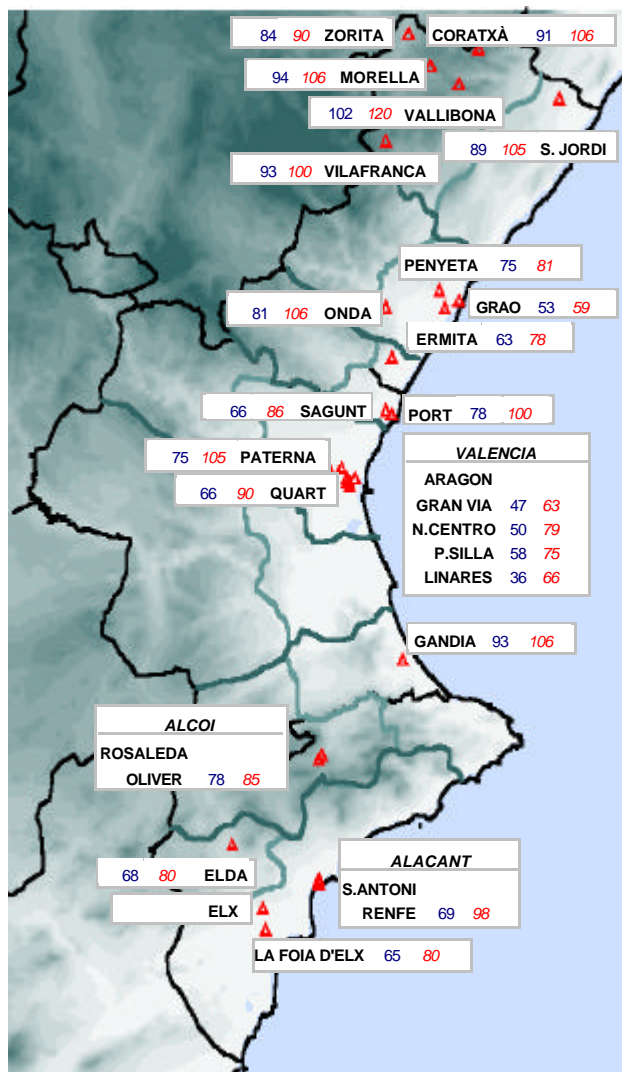 84 90 ZORITA
CORATXÀ 91 106
94 106 MORELLA
102 120 VALLIBONA
89 105 S. JORDI
93 100 VILAFRANCA
PENYETA 75 81
81 106 ONDA
GRAO 53 59
ERMITA 63 78
66 86 SAGUNT
PORT 78 100
75 105 PATERNA
66 90 QUART
VALENCIA
ARAGON
GRAN VIA 47 63
N.CENTRO 50 79
P.SILLA 58 75
LINARES 36 66
GANDIA 93 106
ALCOI
ROSALEDA
OLIVER 78 85
68 80 ELDA
ELX
ALACANT
S.ANTONI
RENFE 69 98
LA FOIA D'ELX 65 80